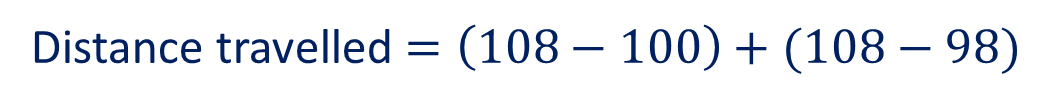 Distance travelled = (108 − 100) + (108 − 98)